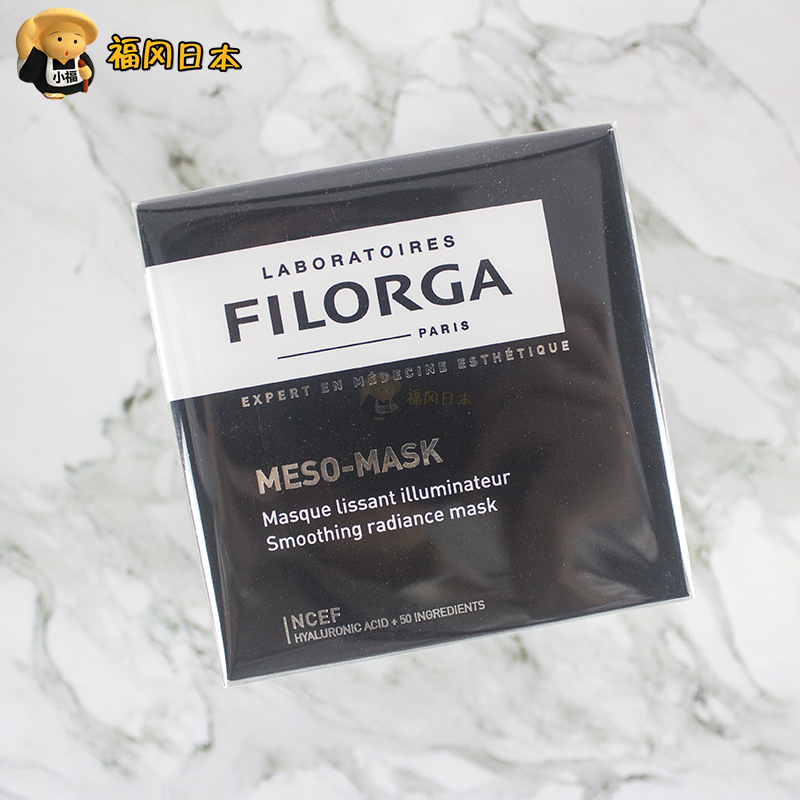 小福
福冈日本
LABORATOIRES
FILORGA
PARIS
EXPERT EN MÉDECINE ESTHÉTIQUE
福冈日本
MESO-MASK
Masque lissant illuminateur
Smoothing radiance mask
NCEF
HYALURONIC ACID + 50 INGREDIENTS